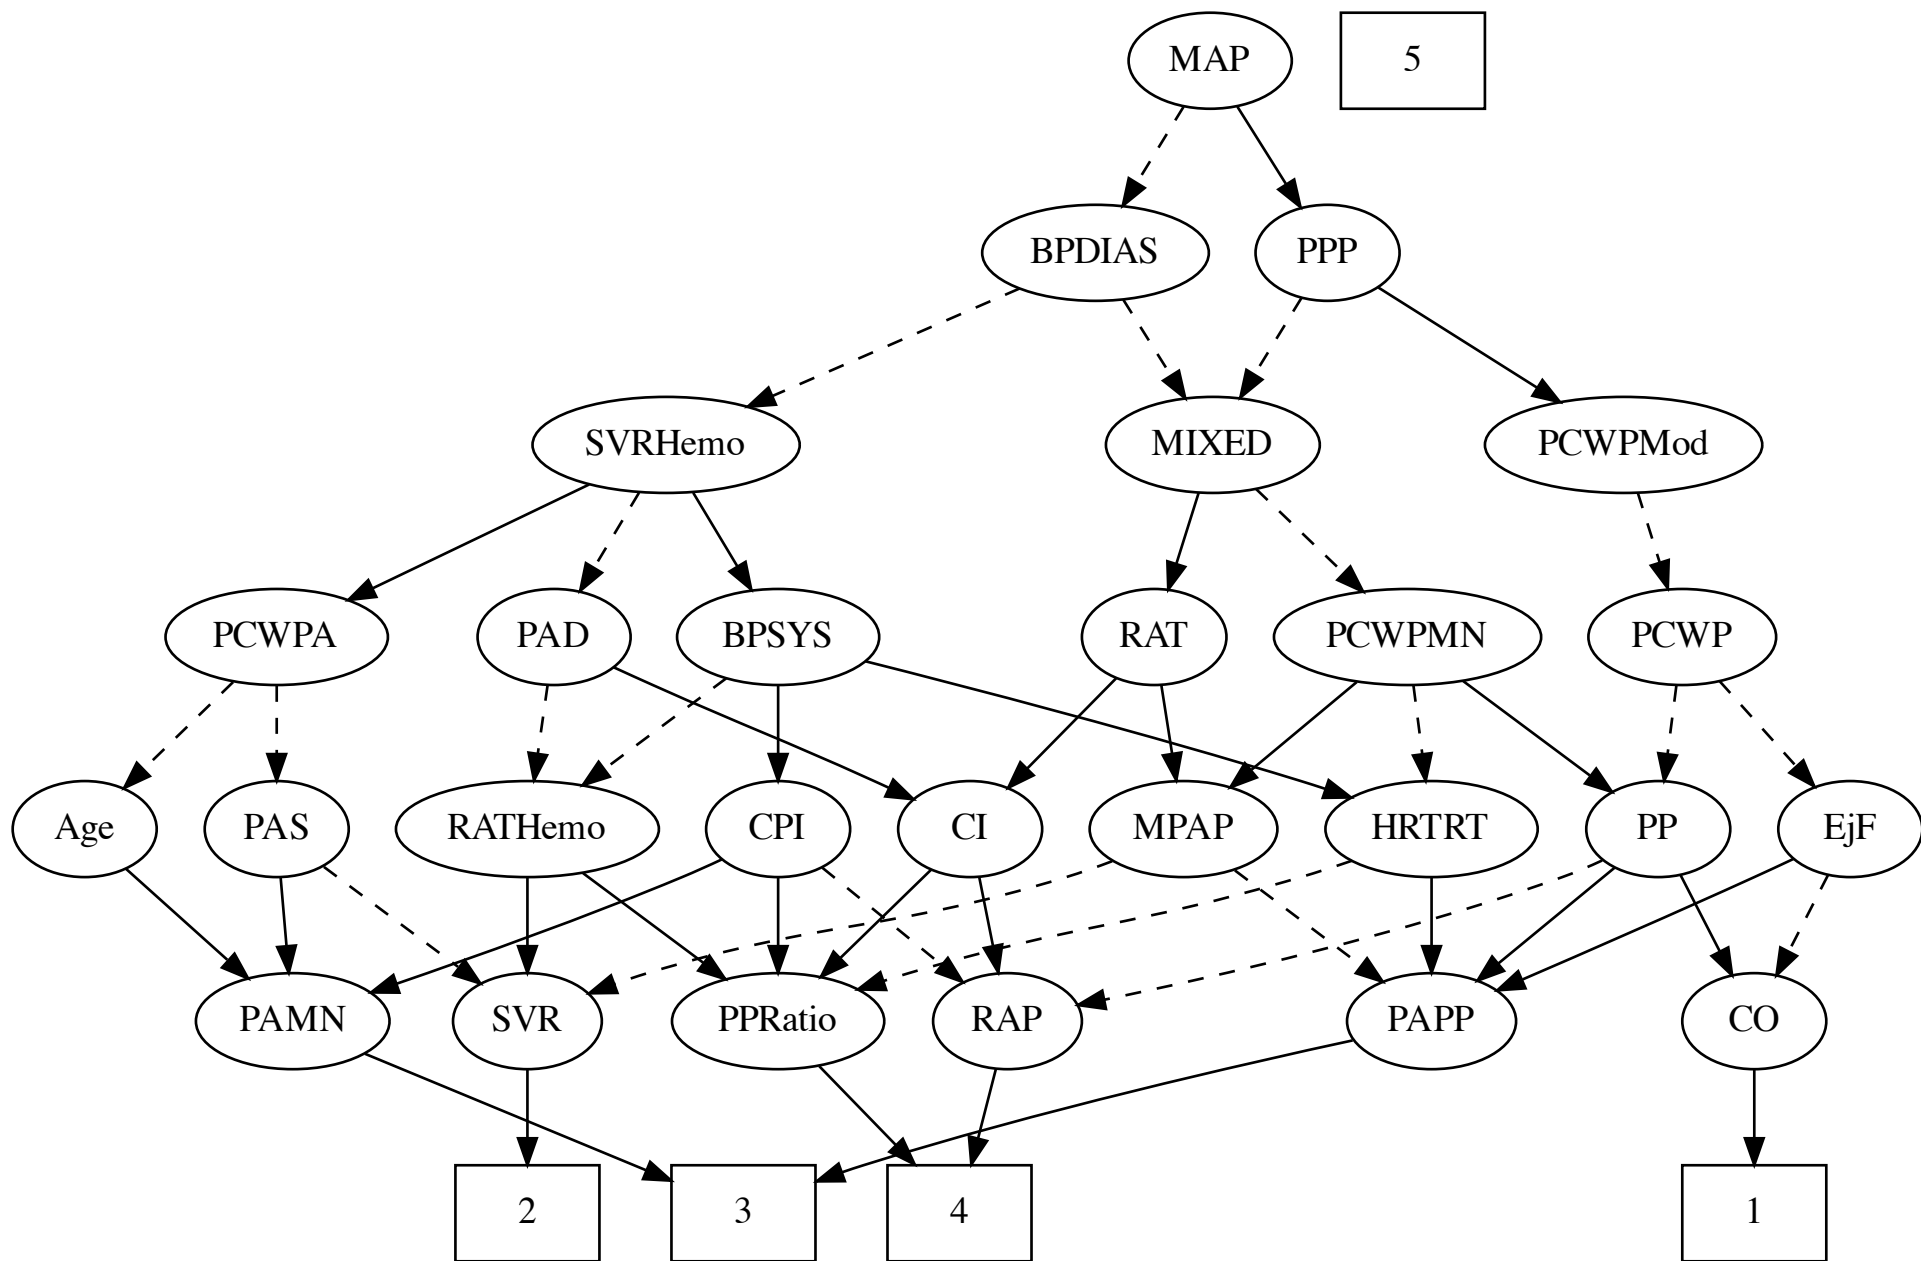 MAP
5
BPDIAS
PPP
SVRHemo
MIXED
PCWPMod
PCWPA
PAD
BPSYS
RAT
PCWPMN
PCWP
Age
PAS
RATHemo
CPI
CI
MPAP
HRTRT
PP
EjF
PAMN
SVR
PPRatio
RAP
PAPP
CO
2
3
4
1